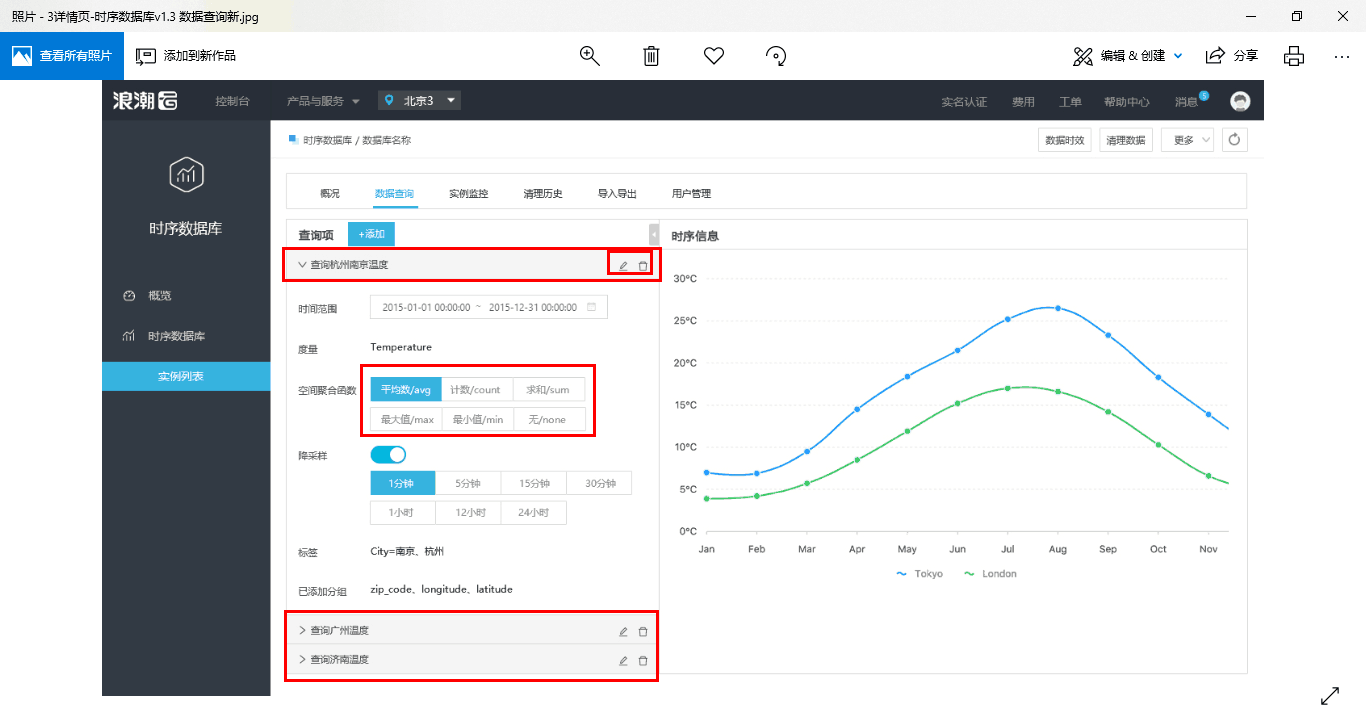 照片 - 3详情页-时序数据库v1.3 数据查询新.jpg
查看所有照片 添加到新作品 编辑 & 创建 分享
浪潮云 控制台 产品与服务 北京3 实名认证 费用 工单 帮助中心 消息 5
时序数据库 / 数据库名称 数据时效 清理数据 更多
时序数据库
概览
时序数据库
实例列表
概况 数据查询 实例监控 清理历史 导入导出 用户管理
查询项 +添加
查询杭州南京温度
时间范围 2015-01-01 00:00:00 ~ 2015-12-31 00:00:00
度量 Temperature
空间聚合函数 平均数/avg 计数/count 求和/sum
最大值/max 最小值/min 无/none
降采样
1分钟 5分钟 15分钟 30分钟
1小时 12小时 24小时
标签 City=南京、杭州
已添加分组 zip_code、longitude、latitude
查询广州温度
查询济南温度
时序信息
30°C
25°C
20°C
15°C
10°C
5°C
0°C
Jan Feb Mar Apr May Jun Jul Aug Sep Oct Nov
Tokyo London